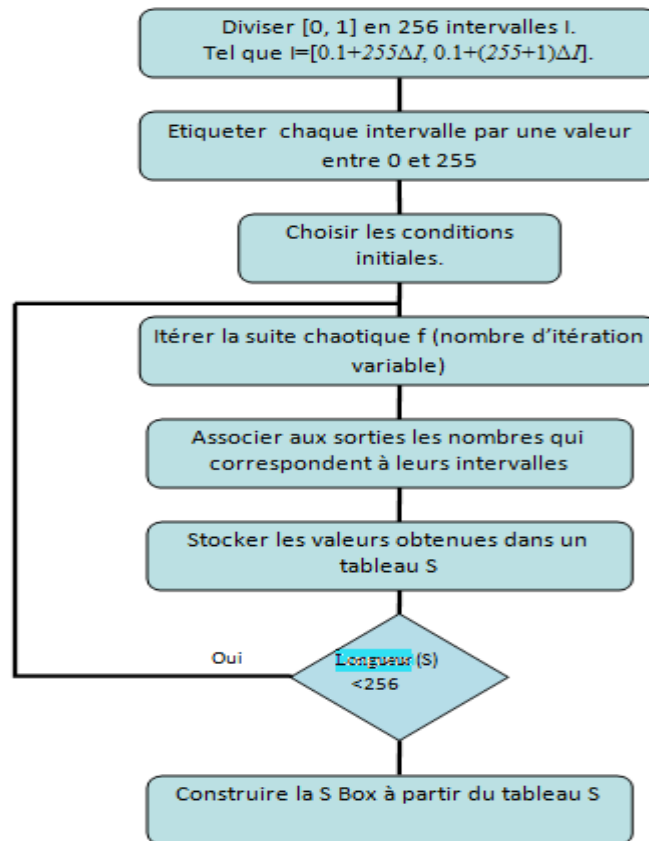 Diviser [0, 1] en 256 intervalles I.
Tel que I=[0.1+255ΔI, 0.1+(255+1)ΔI].
Etiqueter chaque intervalle par une valeur
entre 0 et 255
Choisir les conditions
initiales.
Itérer la suite chaotique f (nombre d’itération
variable)
Associer aux sorties les nombres qui
correspondent à leurs intervalles
Stocker les valeurs obtenues dans un
tableau S
Oui
Longueur (S)
<256
Construire la S Box à partir du tableau S